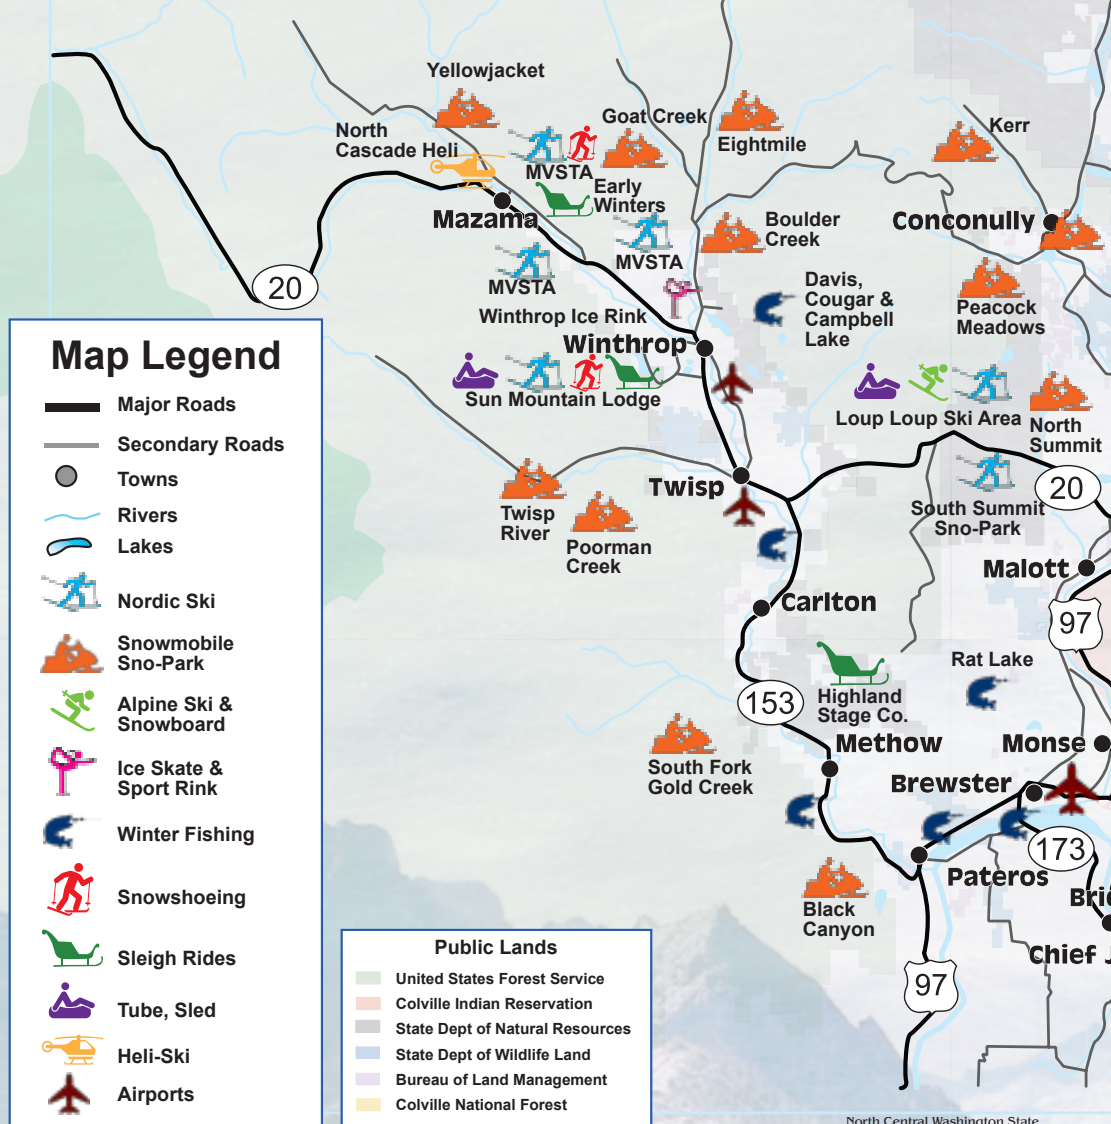 Yellowjacket
Goat Creek
Eightmile
Kerr
North
Cascade Heli
MVSTA
Early
Winters
Mazama
Boulder
Creek
Conconully
MVSTA
MVSTA
20
Davis,
Cougar &
Campbell
Lake
Peacock
Meadows
Winthrop Ice Rink
Winthrop
Sun Mountain Lodge
Loup Loup Ski Area
North
Summit
Twisp
20
South Summit
Sno-Park
Twisp
River
Poorman
Creek
Malott
97
Carlton
Rat Lake
153
Highland
Stage Co.
Methow
Monse
South Fork
Gold Creek
Brewster
173
Pateros
Black
Canyon
Chief
97
Map Legend
Major Roads
Secondary Roads
Towns
Rivers
Lakes
Nordic Ski
Snowmobile
Sno-Park
Alpine Ski &
Snowboard
Ice Skate &
Sport Rink
Winter Fishing
Snowshoeing
Sleigh Rides
Tube, Sled
Heli-Ski
Airports
Public Lands
United States Forest Service
Colville Indian Reservation
State Dept of Natural Resources
State Dept of Wildlife Land
Bureau of Land Management
Colville National Forest
North Central Washington State